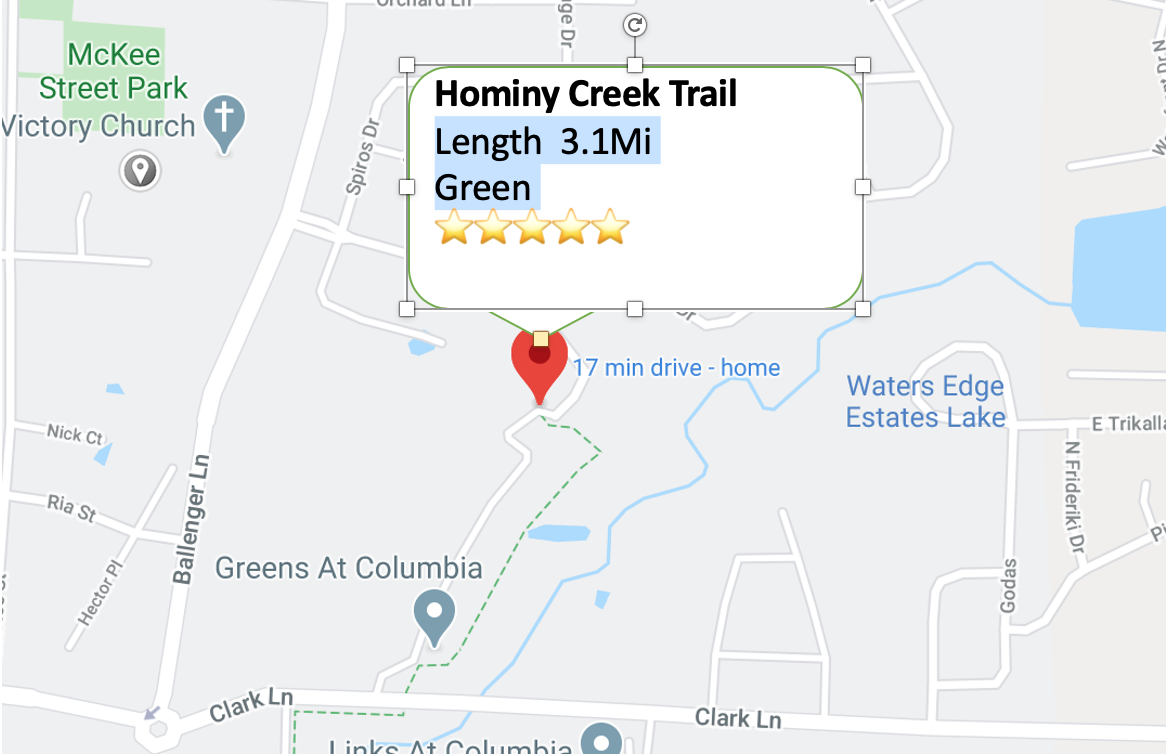 Orchard Ln
McKee
Street Park
Victory Church
Spiros Dr
Hominy Creek Trail
Length  3.1Mi
Green
⭐⭐⭐⭐⭐
17 min drive - home
Waters Edge
Estates Lake
E Trikalla
N Frideriki Dr
Nick Ct
Ria St
Hector Pl
Ballenger Ln
Greens At Columbia
Godas
Clark Ln
Clark Ln
Links At Columbia